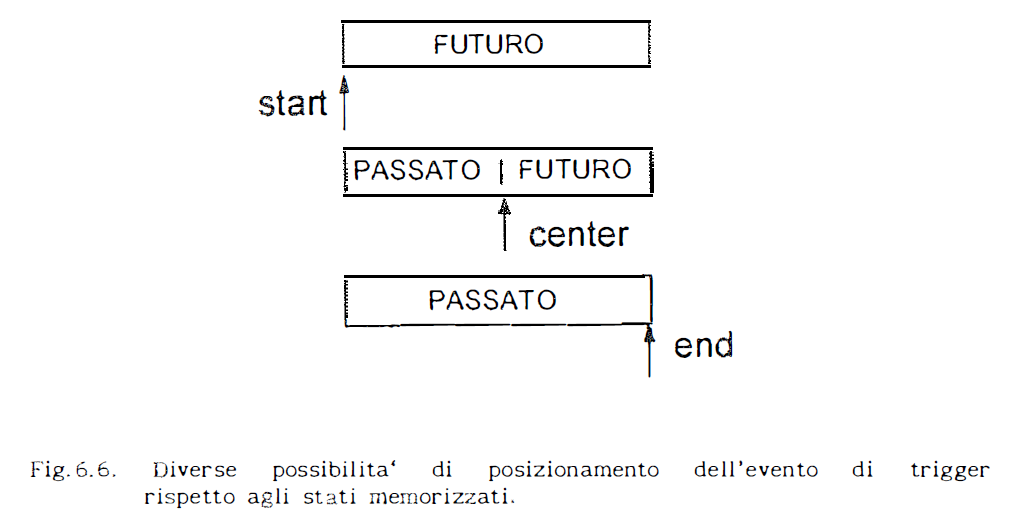 FUTURO
start
PASSATO | FUTURO
center
PASSATO
end
Fig.6.6. Diverse possibilita‘ di posizionamento dell'evento di trigger
rispetto agli stati memorizzati.